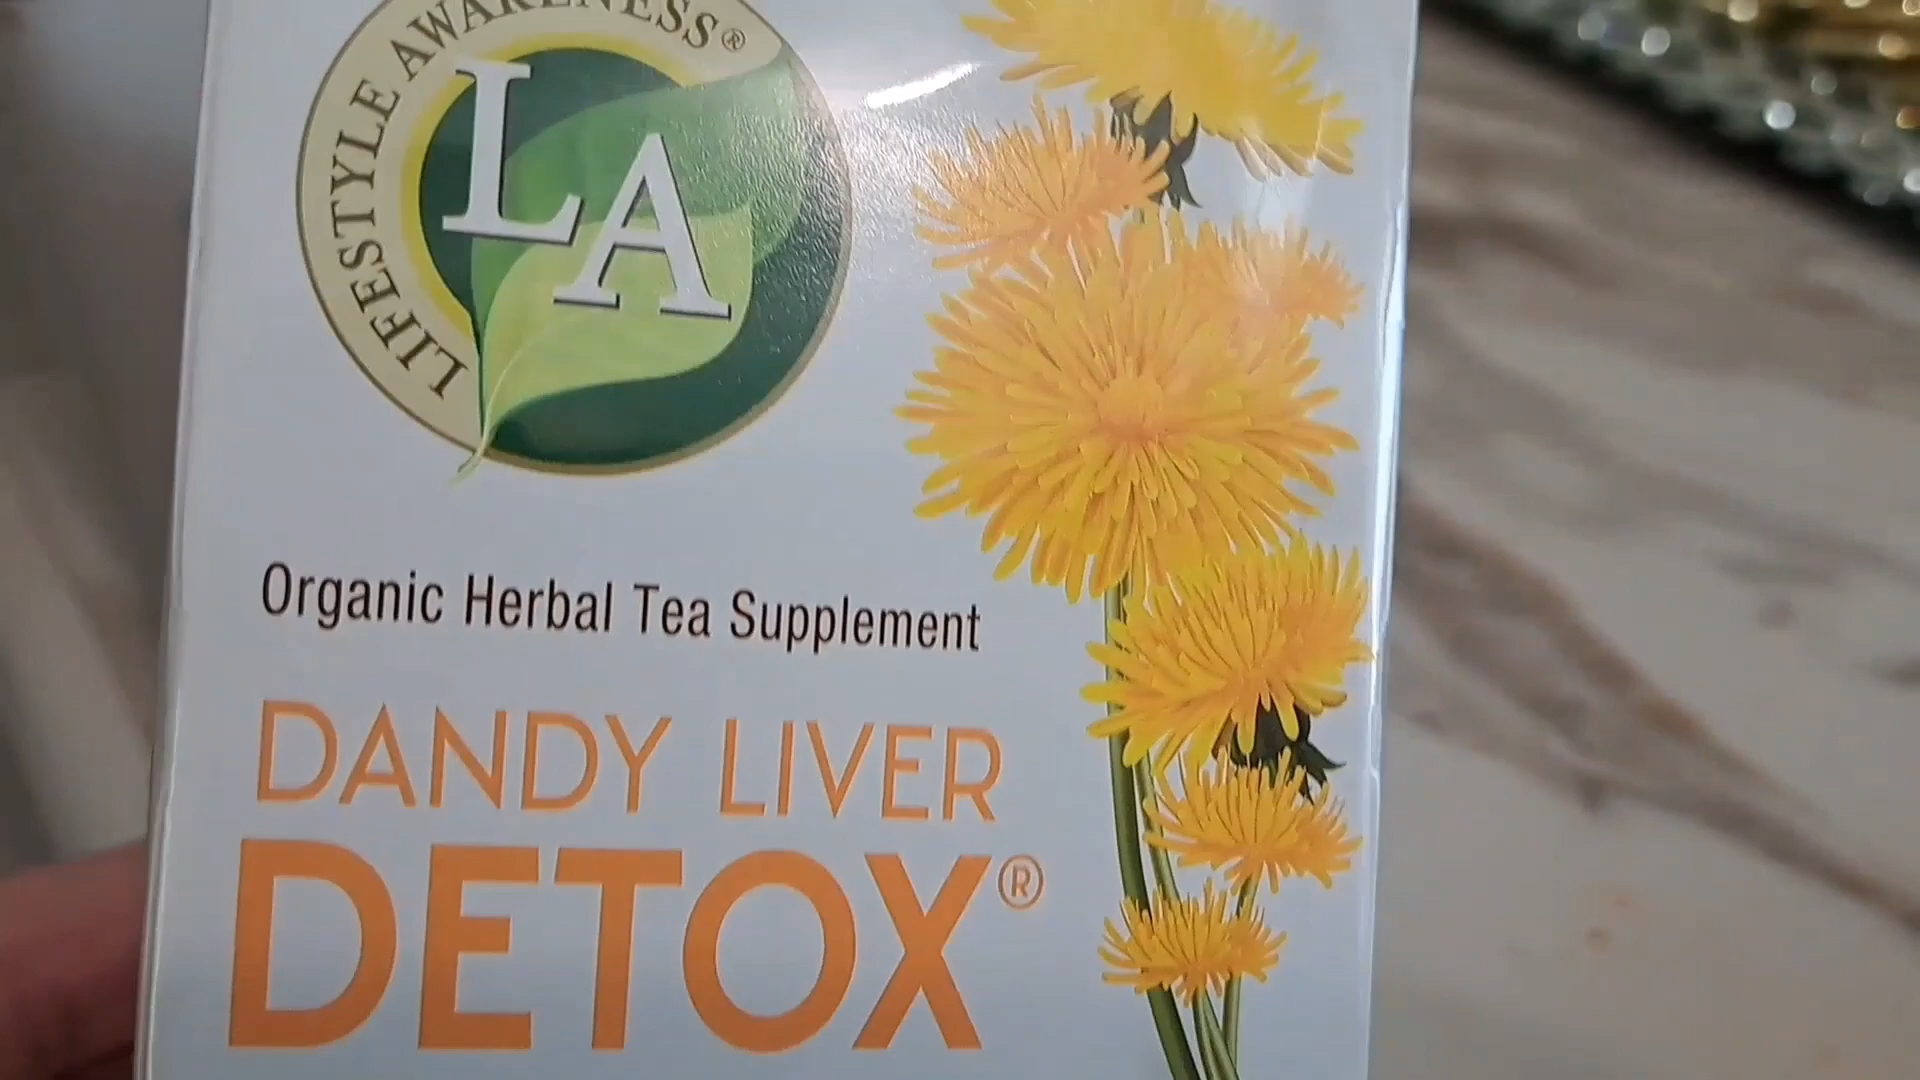 LIFESTYLE AWARENESS®
LA
Organic Herbal Tea Supplement
DANDY LIVER
DETOX®